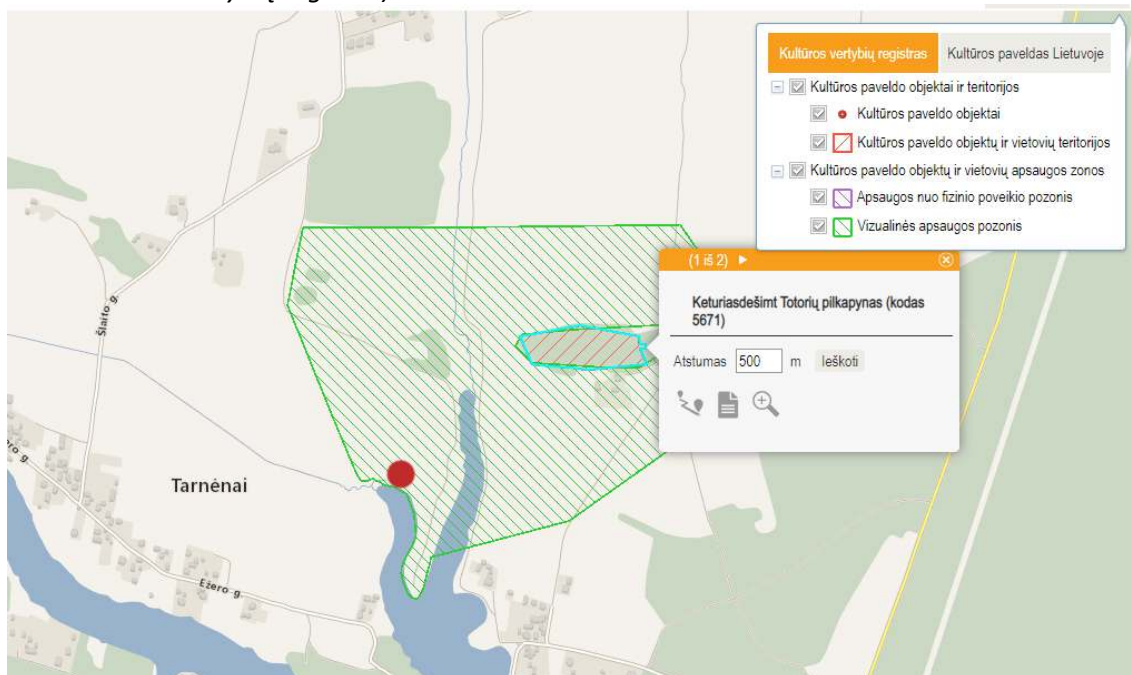 Kultūros vertybių registras
Kultūros paveldas Lietuvoje
Kultūros paveldo objektai ir teritorijos
Kultūros paveldo objektai
Kultūros paveldo objektų ir vietovių teritorijos
Kultūros paveldo objektų ir vietovių apsaugos zonos
Apsaugos nuo fizinio poveikio pozonis
Vizualinės apsaugos pozonis
(1 iš 2)
Keturiasdešimt Totorių pilkapynas (kodas
5671)
Atstumas 500 m Ieškoti
Šlaito g.
Tarnėnai
Ežero g.